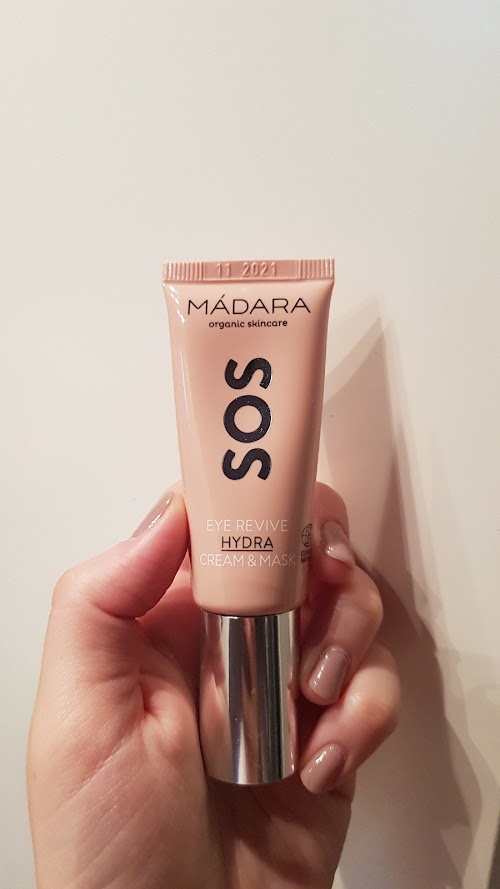 11 2021
MÁDARA
organic skincare
SOS
EYE REVIVE
HYDRA
CREAM & MASK